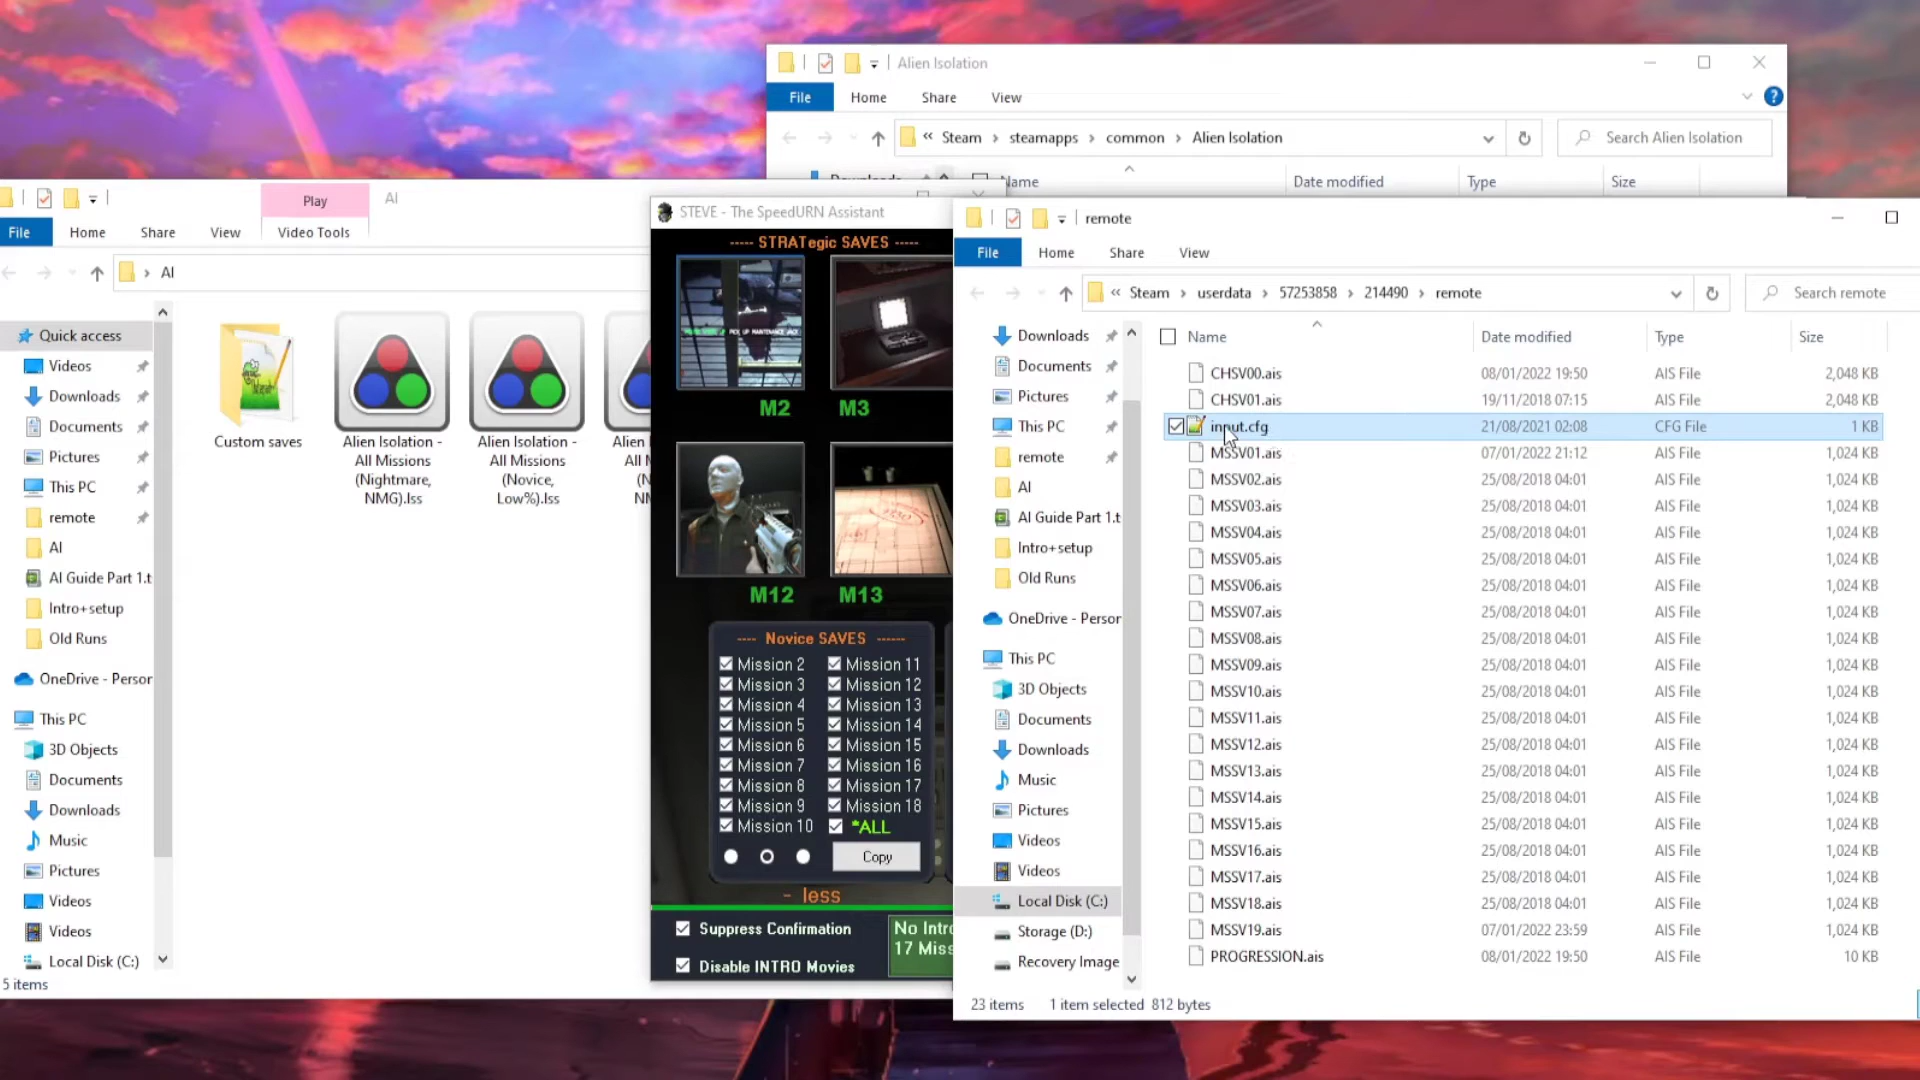 Alien Isolation
File
Home
Share
View
?
« Steam › steamapps › common › Alien Isolation
Search Alien Isolation
Downloads
Name
Date modified
Type
Size
Play
AI
File
Home
Share
View
Video Tools
› AI
Quick access
Videos
Downloads
Documents
Pictures
This PC
remote
AI
AI Guide Part 1.t
Intro+setup
Old Runs
OneDrive - Person
This PC
3D Objects
Documents
Downloads
Music
Pictures
Videos
Videos
Local Disk (C:)
5 items
Custom saves
Alien Isolation -
All Missions
(Nightmare,
NMG).lss
Alien Isolation -
All Missions
(Novice,
Low%).lss
Alien
All M
(N
NM
STEVE - The SpeedURN Assistant
----- STRATegic SAVES -----
M2
M3
M12
M13
---- Novice SAVES ------
Mission 2
Mission 11
Mission 3
Mission 12
Mission 4
Mission 13
Mission 5
Mission 14
Mission 6
Mission 15
Mission 7
Mission 16
Mission 8
Mission 17
Mission 9
Mission 18
Mission 10
*ALL
Copy
- less
Suppress Confirmation
Disable INTRO Movies
No Intro
17 Miss
remote
File
Home
Share
View
« Steam › userdata › 57253858 › 214490 › remote
Search remote
Downloads
Documents
Pictures
This PC
remote
AI
AI Guide Part 1.t
Intro+setup
Old Runs
OneDrive - Person
This PC
3D Objects
Documents
Downloads
Music
Pictures
Videos
Videos
Local Disk (C:)
Storage (D:)
Recovery Image
Name Date modified Type Size
CHSV00.ais 08/01/2022 19:50 AIS File 2,048 KB
CHSV01.ais 19/11/2018 07:15 AIS File 2,048 KB
input.cfg 21/08/2021 02:08 CFG File 1 KB
MSSV01.ais 07/01/2022 21:12 AIS File 1,024 KB
MSSV02.ais 25/08/2018 04:01 AIS File 1,024 KB
MSSV03.ais 25/08/2018 04:01 AIS File 1,024 KB
MSSV04.ais 25/08/2018 04:01 AIS File 1,024 KB
MSSV05.ais 25/08/2018 04:01 AIS File 1,024 KB
MSSV06.ais 25/08/2018 04:01 AIS File 1,024 KB
MSSV07.ais 25/08/2018 04:01 AIS File 1,024 KB
MSSV08.ais 25/08/2018 04:01 AIS File 1,024 KB
MSSV09.ais 25/08/2018 04:01 AIS File 1,024 KB
MSSV10.ais 25/08/2018 04:01 AIS File 1,024 KB
MSSV11.ais 25/08/2018 04:01 AIS File 1,024 KB
MSSV12.ais 25/08/2018 04:01 AIS File 1,024 KB
MSSV13.ais 25/08/2018 04:01 AIS File 1,024 KB
MSSV14.ais 25/08/2018 04:01 AIS File 1,024 KB
MSSV15.ais 25/08/2018 04:01 AIS File 1,024 KB
MSSV16.ais 25/08/2018 04:01 AIS File 1,024 KB
MSSV17.ais 25/08/2018 04:01 AIS File 1,024 KB
MSSV18.ais 25/08/2018 04:01 AIS File 1,024 KB
MSSV19.ais 07/01/2022 23:59 AIS File 1,024 KB
PROGRESSION.ais 08/01/2022 19:50 AIS File 10 KB
23 items 1 item selected 812 bytes